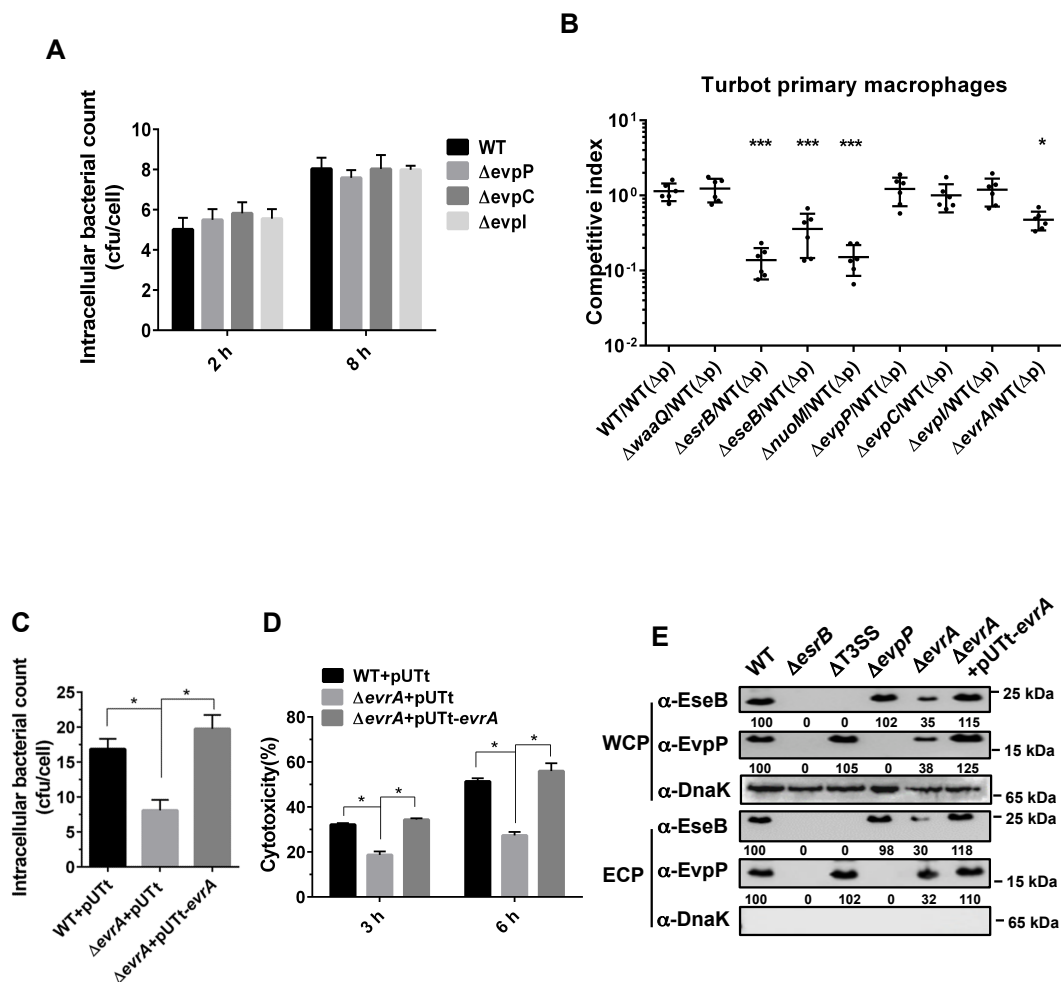 A
Intracellular bacterial count
(cfu/cell)
10
8
6
4
2
0
2 h
8 h
WT
ΔevpP
ΔevpC
ΔevpI
B
Turbot primary macrophages
Competitive index
10¹
10⁰
10⁻¹
10⁻²
*** *** *** *
WT/WT(Δp)
ΔwaaQ/WT(Δp)
ΔesrB/WT(Δp)
ΔeseB/WT(Δp)
ΔnuoM/WT(Δp)
ΔevpP/WT(Δp)
ΔevpC/WT(Δp)
ΔevpI/WT(Δp)
ΔevrA/WT(Δp)
C
Intracellular bacterial count
(cfu/cell)
25
20
15
10
5
0
* *
WT+pUTt
ΔevrA+pUTt
ΔevrA+pUTt-evrA
D
WT+pUTt
ΔevrA+pUTt
ΔevrA+pUTt-evrA
Cytotoxicity(%)
80
60
40
20
0
* *
* *
3 h
6 h
E
WT
ΔesrB
ΔT3SS
ΔevpP
ΔevrA
ΔevrA
+pUTt-evrA
WCP
α-EseB
25 kDa
100 0 0 102 35 115
α-EvpP
15 kDa
100 0 105 0 38 125
α-DnaK
65 kDa
ECP
α-EseB
25 kDa
100 0 0 98 30 118
α-EvpP
15 kDa
100 0 102 0 32 110
α-DnaK
65 kDa